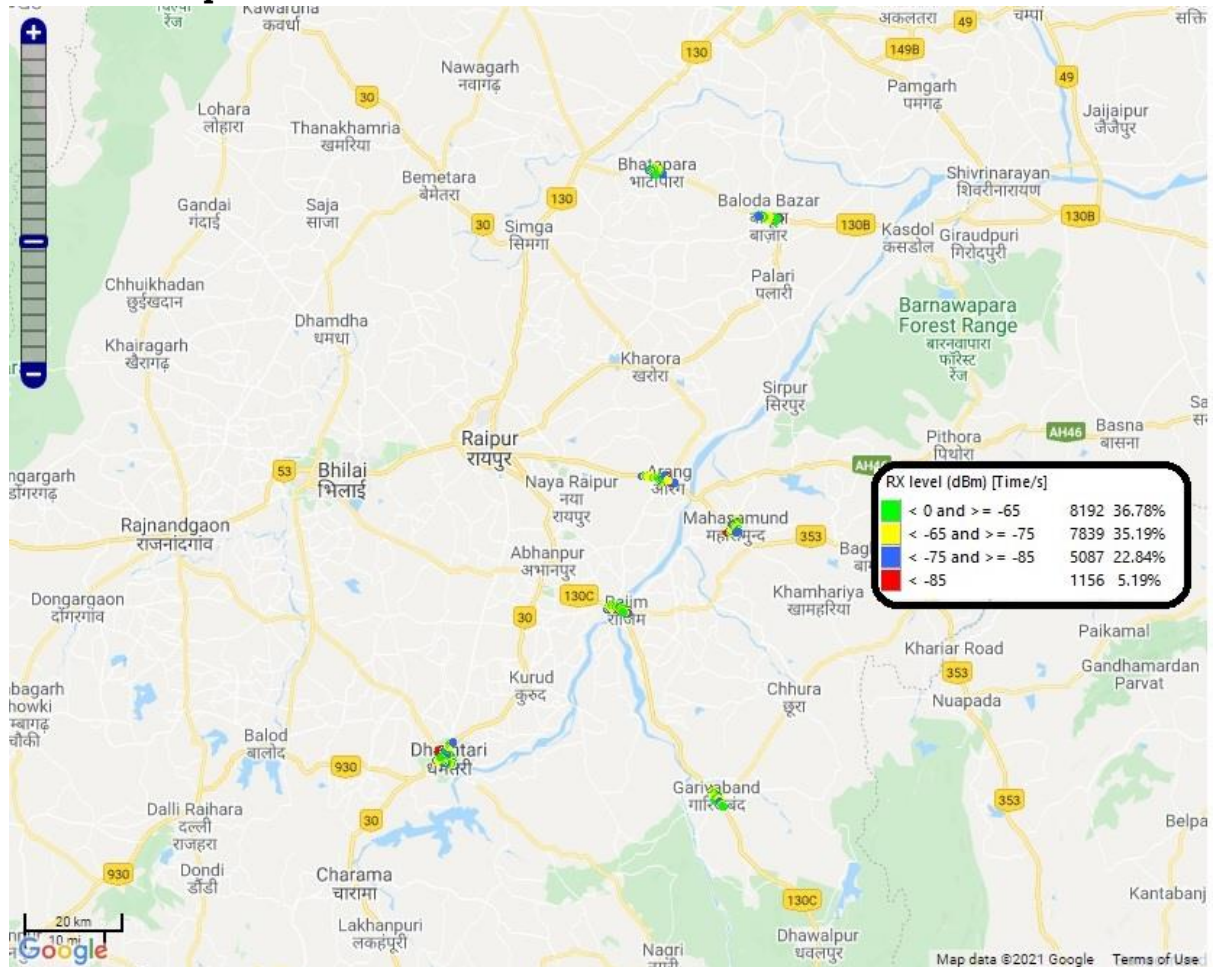 Kawardha
कवर्धा
रेंज
अकलतरा
49
चम्पा
सक्ति
130
149B
Nawagarh
नवागढ़
49
Pamgarh
पमगढ़
30
Lohara
लोहारा
Jaijaipur
जैजैपुर
Thanakhamria
खमरिया
Bhatapara
भाटापारा
Bemetara
बेमेतरा
Shivrinarayan
शिवरीनारायण
Gandai
गंदाई
Saja
साजा
130
Baloda Bazar
बाज़ार
130B
130B
30
Simga
सिमगा
Kasdol
कसडोल
Giraudpuri
गिरोदपुरी
Palari
पलारी
Chhuikhadan
छुईखदान
Barnawapara
Forest Range
बारनवापारा
फॉरेस्ट
रेंज
Dhamdha
धमधा
Khairagarh
खैरागढ़
Kharora
खरोरा
Sirpur
सिरपुर
Raipur
रायपुर
Pithora
पिथोरा
AH46
Basna
बासना
53
Bhilai
भिलाई
Arang
आरंग
AH46
Naya Raipur
नया
रायपुर
RX level (dBm) [Time/s]
< 0 and >= -65 8192 36.78%
< -65 and >= -75 7839 35.19%
< -75 and >= -85 5087 22.84%
< -85 1156 5.19%
Rajnandgaon
राजनांदगांव
Mahasamund
353
Abhanpur
अभानपुर
Khamhariya
खामहरिया
Dongargaon
दोंगरगांव
130C
Rajim
राजिम
30
Paikamal
Khariar Road
353
Gandhamardan
Parvat
Kurud
कुरुद
Chhura
छूरा
Nuapada
Balod
बालोद
930
Dhamtari
धमतरी
Gariyaband
353
Dalli Rajhara
दल्ली
राजहरा
30
Belpa
930
Dondi
डौंडी
Charama
चारामा
130C
Kantabanj
Lakhanpuri
लकहंपूरी
Nagri
Dhawalpur
धवलपुर
20 km
10 mi
Google
Map data ©2021 Google Terms of Use